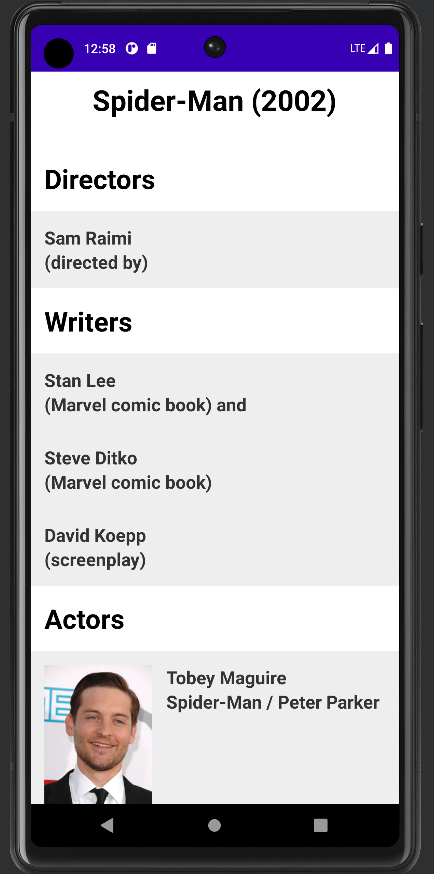 12:58
LTE
Spider-Man (2002)
Directors
Sam Raimi
(directed by)
Writers
Stan Lee
(Marvel comic book) and
Steve Ditko
(Marvel comic book)
David Koepp
(screenplay)
Actors
Tobey Maguire
Spider-Man / Peter Parker